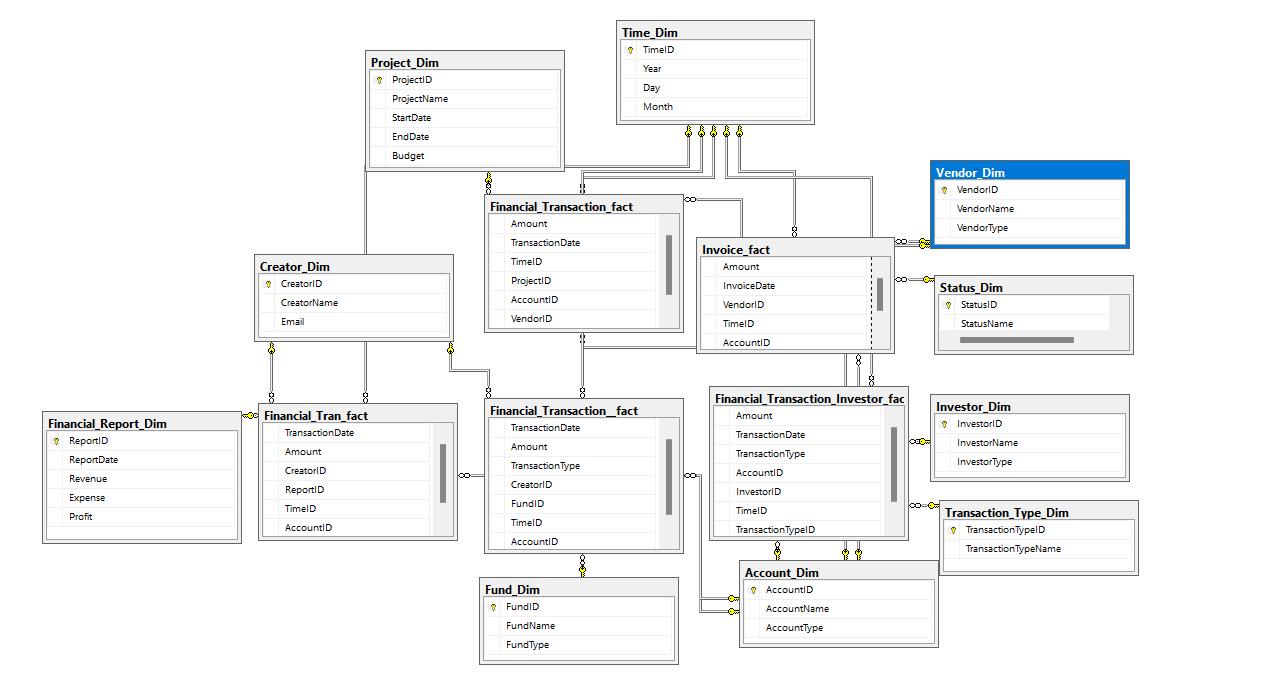 Time_Dim
TimeID
Year
Day
Month
Project_Dim
ProjectID
ProjectName
StartDate
EndDate
Budget
Vendor_Dim
VendorID
VendorName
VendorType
Financial_Transaction_fact
Amount
TransactionDate
TimeID
ProjectID
AccountID
VendorID
Invoice_fact
Amount
InvoiceDate
VendorID
TimeID
AccountID
Creator_Dim
CreatorID
CreatorName
Email
Status_Dim
StatusID
StatusName
Financial_Report_Dim
ReportID
ReportDate
Revenue
Expense
Profit
Financial_Tran_fact
TransactionDate
Amount
CreatorID
ReportID
TimeID
AccountID
Financial_Transaction__fact
TransactionDate
Amount
TransactionType
CreatorID
FundID
TimeID
AccountID
Financial_Transaction_Investor_fac
Amount
TransactionDate
TransactionType
AccountID
InvestorID
TimeID
TransactionTypeID
Investor_Dim
InvestorID
InvestorName
InvestorType
Transaction_Type_Dim
TransactionTypeID
TransactionTypeName
Fund_Dim
FundID
FundName
FundType
Account_Dim
AccountID
AccountName
AccountType